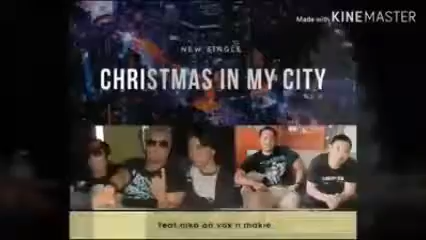 Made with KINEMASTER
NEW SINGLE
CHRISTMAS IN MY CITY
feat.niko on vox n makie